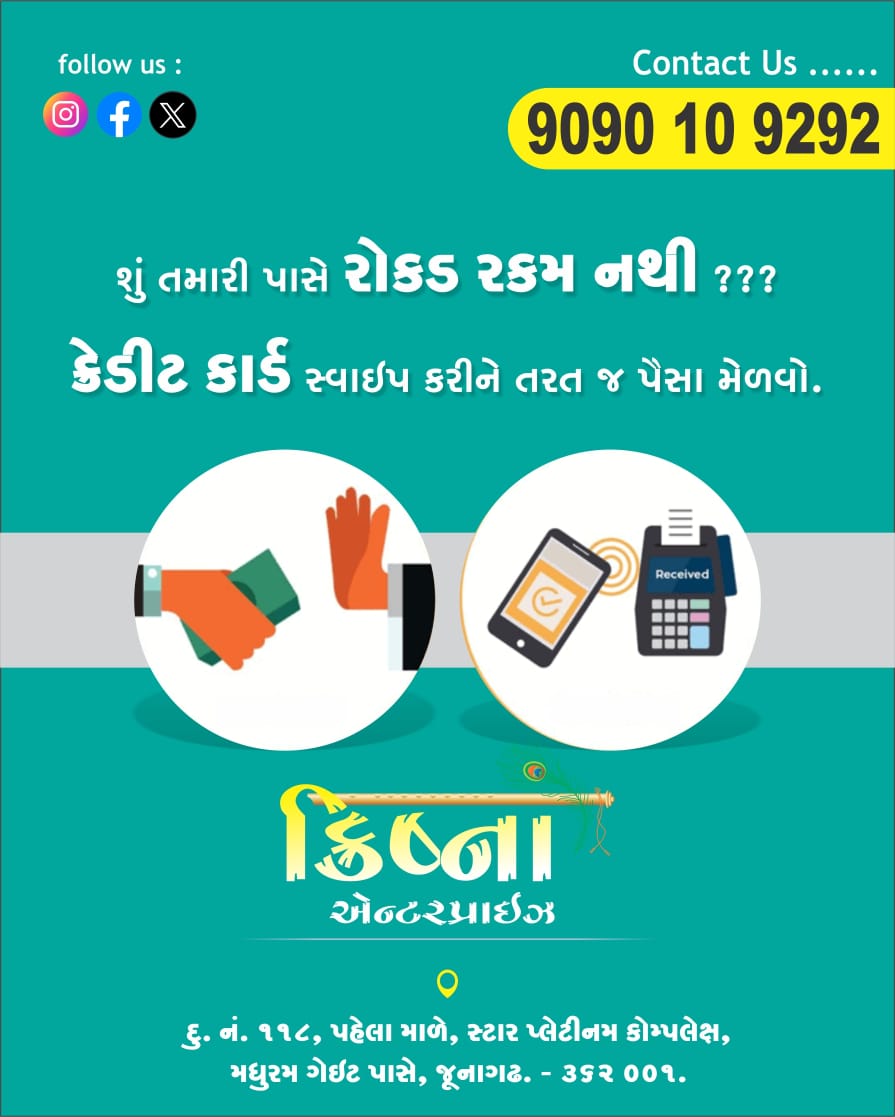 follow us :
Contact Us ......
9090 10 9292
શું તમારી પાસે રોકડ રકમ નથી ???
ક્રેડીટ કાર્ડ સ્વાઇપ કરીને તરત જ પૈસા મેળવો.
Received
ક્રિષ્ના
એન્ટરપ્રાઇઝ
દુ. નં. ૧૧૮, પહેલા માળે, સ્ટાર પ્લેટીનમ કોમ્પલેક્ષ,
મધુરમ ગેઇટ પાસે, જૂનાગઢ. - ૩૬૨ ૦૦૧.